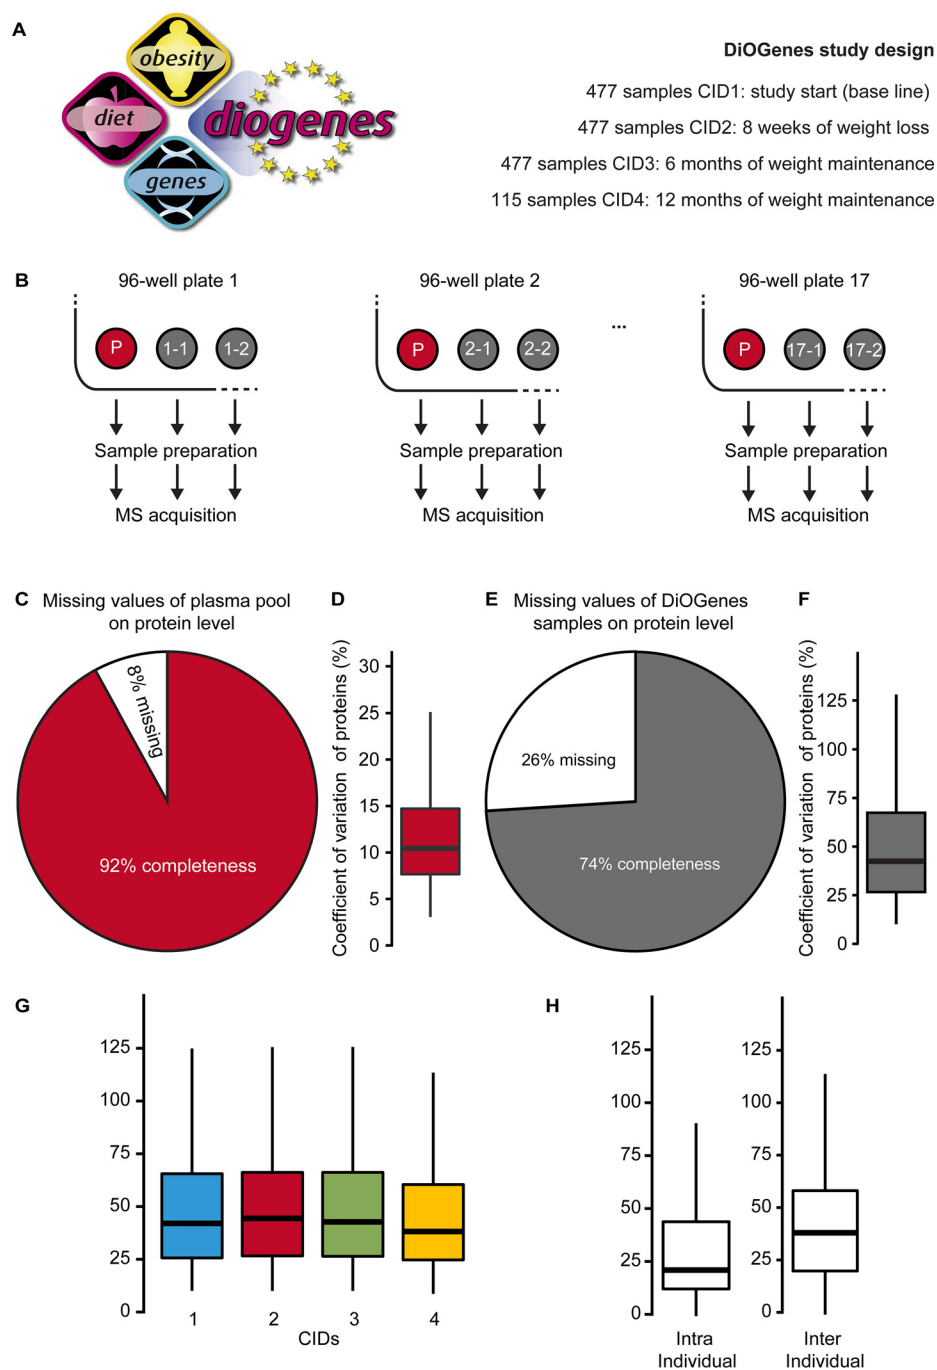 A
obesity
diet
genes
diogenes
DiOGenes study design
477 samples CID1: study start (base line)
477 samples CID2: 8 weeks of weight loss
477 samples CID3: 6 months of weight maintenance
115 samples CID4: 12 months of weight maintenance
B
96-well plate 1
96-well plate 2
96-well plate 17
P 1-1 1-2
P 2-1 2-2
...
P 17-1 17-2
Sample preparation
Sample preparation
Sample preparation
MS acquisition
MS acquisition
MS acquisition
C
Missing values of plasma pool
on protein level
8% missing
92% completeness
D
Coefficient of variation of proteins (%)
30
25
20
15
10
5
0
E
Missing values of DiOGenes
samples on protein level
26% missing
74% completeness
F
Coefficient of variation of proteins (%)
125
100
75
50
25
0
G
125
100
75
50
25
0
1 2 3 4
CIDs
H
125
100
75
50
25
0
Intra
Individual
125
100
75
50
25
0
Inter
Individual